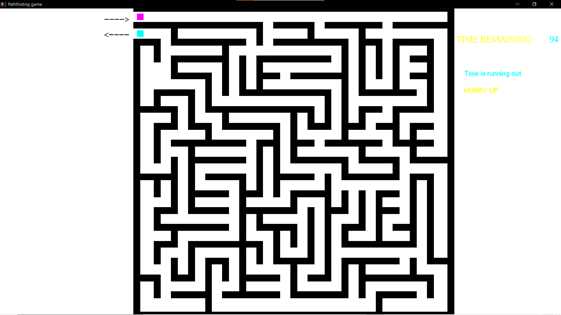 Pathfinding game
---->
<----
TIME REMAINING : 94
Time is running out
HURRY UP